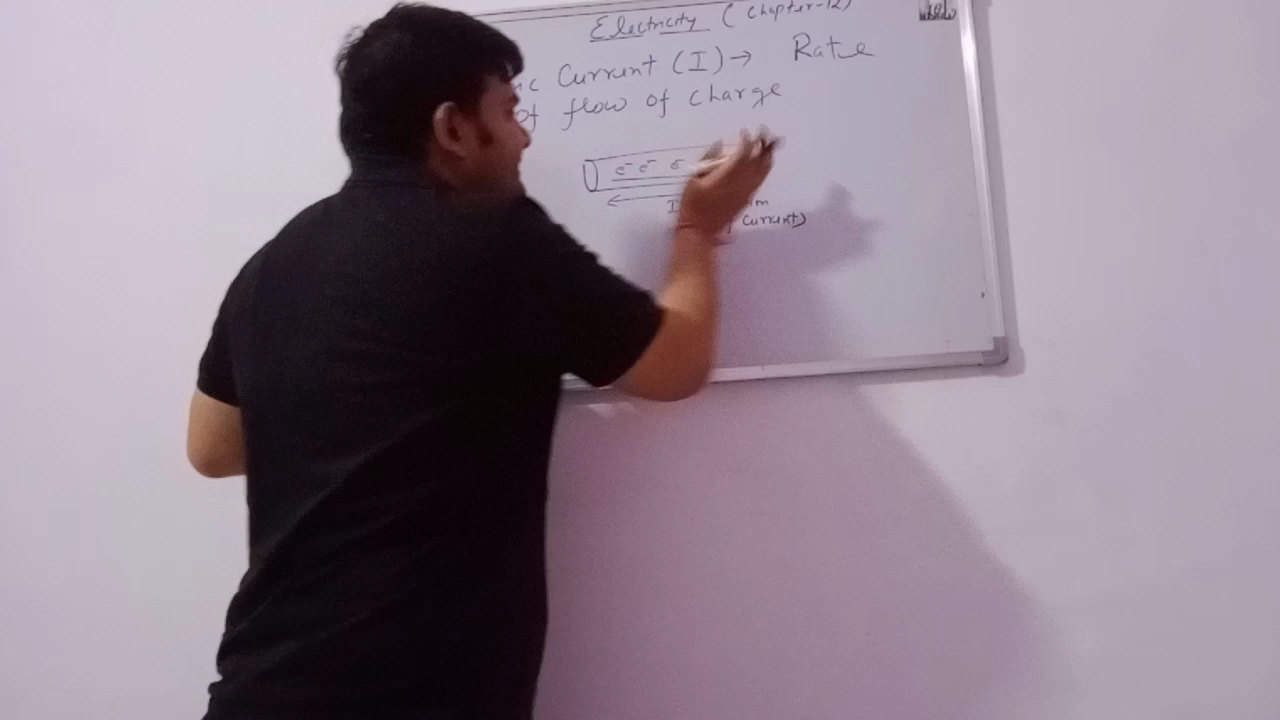 Electricity (Chapter-12)
Current (I) → Rate
of flow of charge
e⁻ e⁻ e
I
Current)